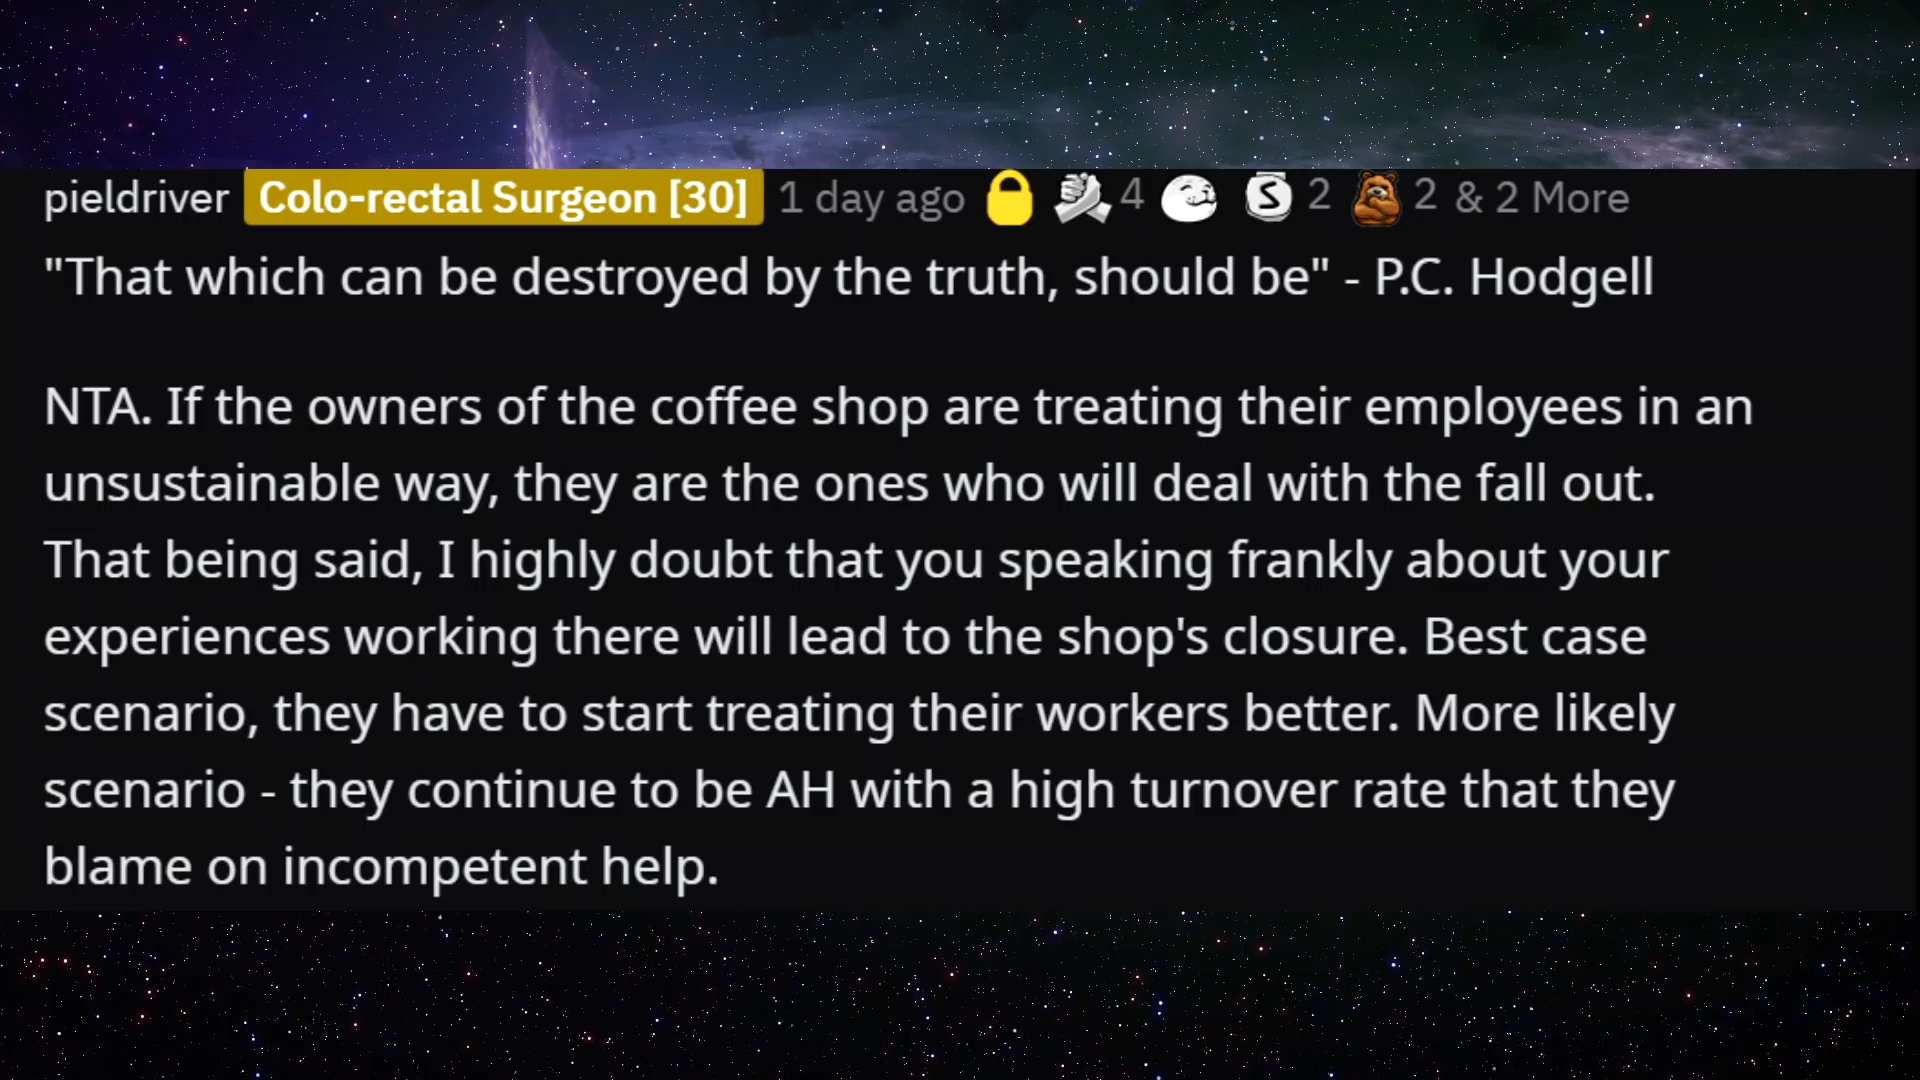 pieldriver Colo-rectal Surgeon [30] 1 day ago 4 S 2 2 & 2 More
"That which can be destroyed by the truth, should be" - P.C. Hodgell
NTA. If the owners of the coffee shop are treating their employees in an
unsustainable way, they are the ones who will deal with the fall out.
That being said, I highly doubt that you speaking frankly about your
experiences working there will lead to the shop's closure. Best case
scenario, they have to start treating their workers better. More likely
scenario - they continue to be AH with a high turnover rate that they
blame on incompetent help.